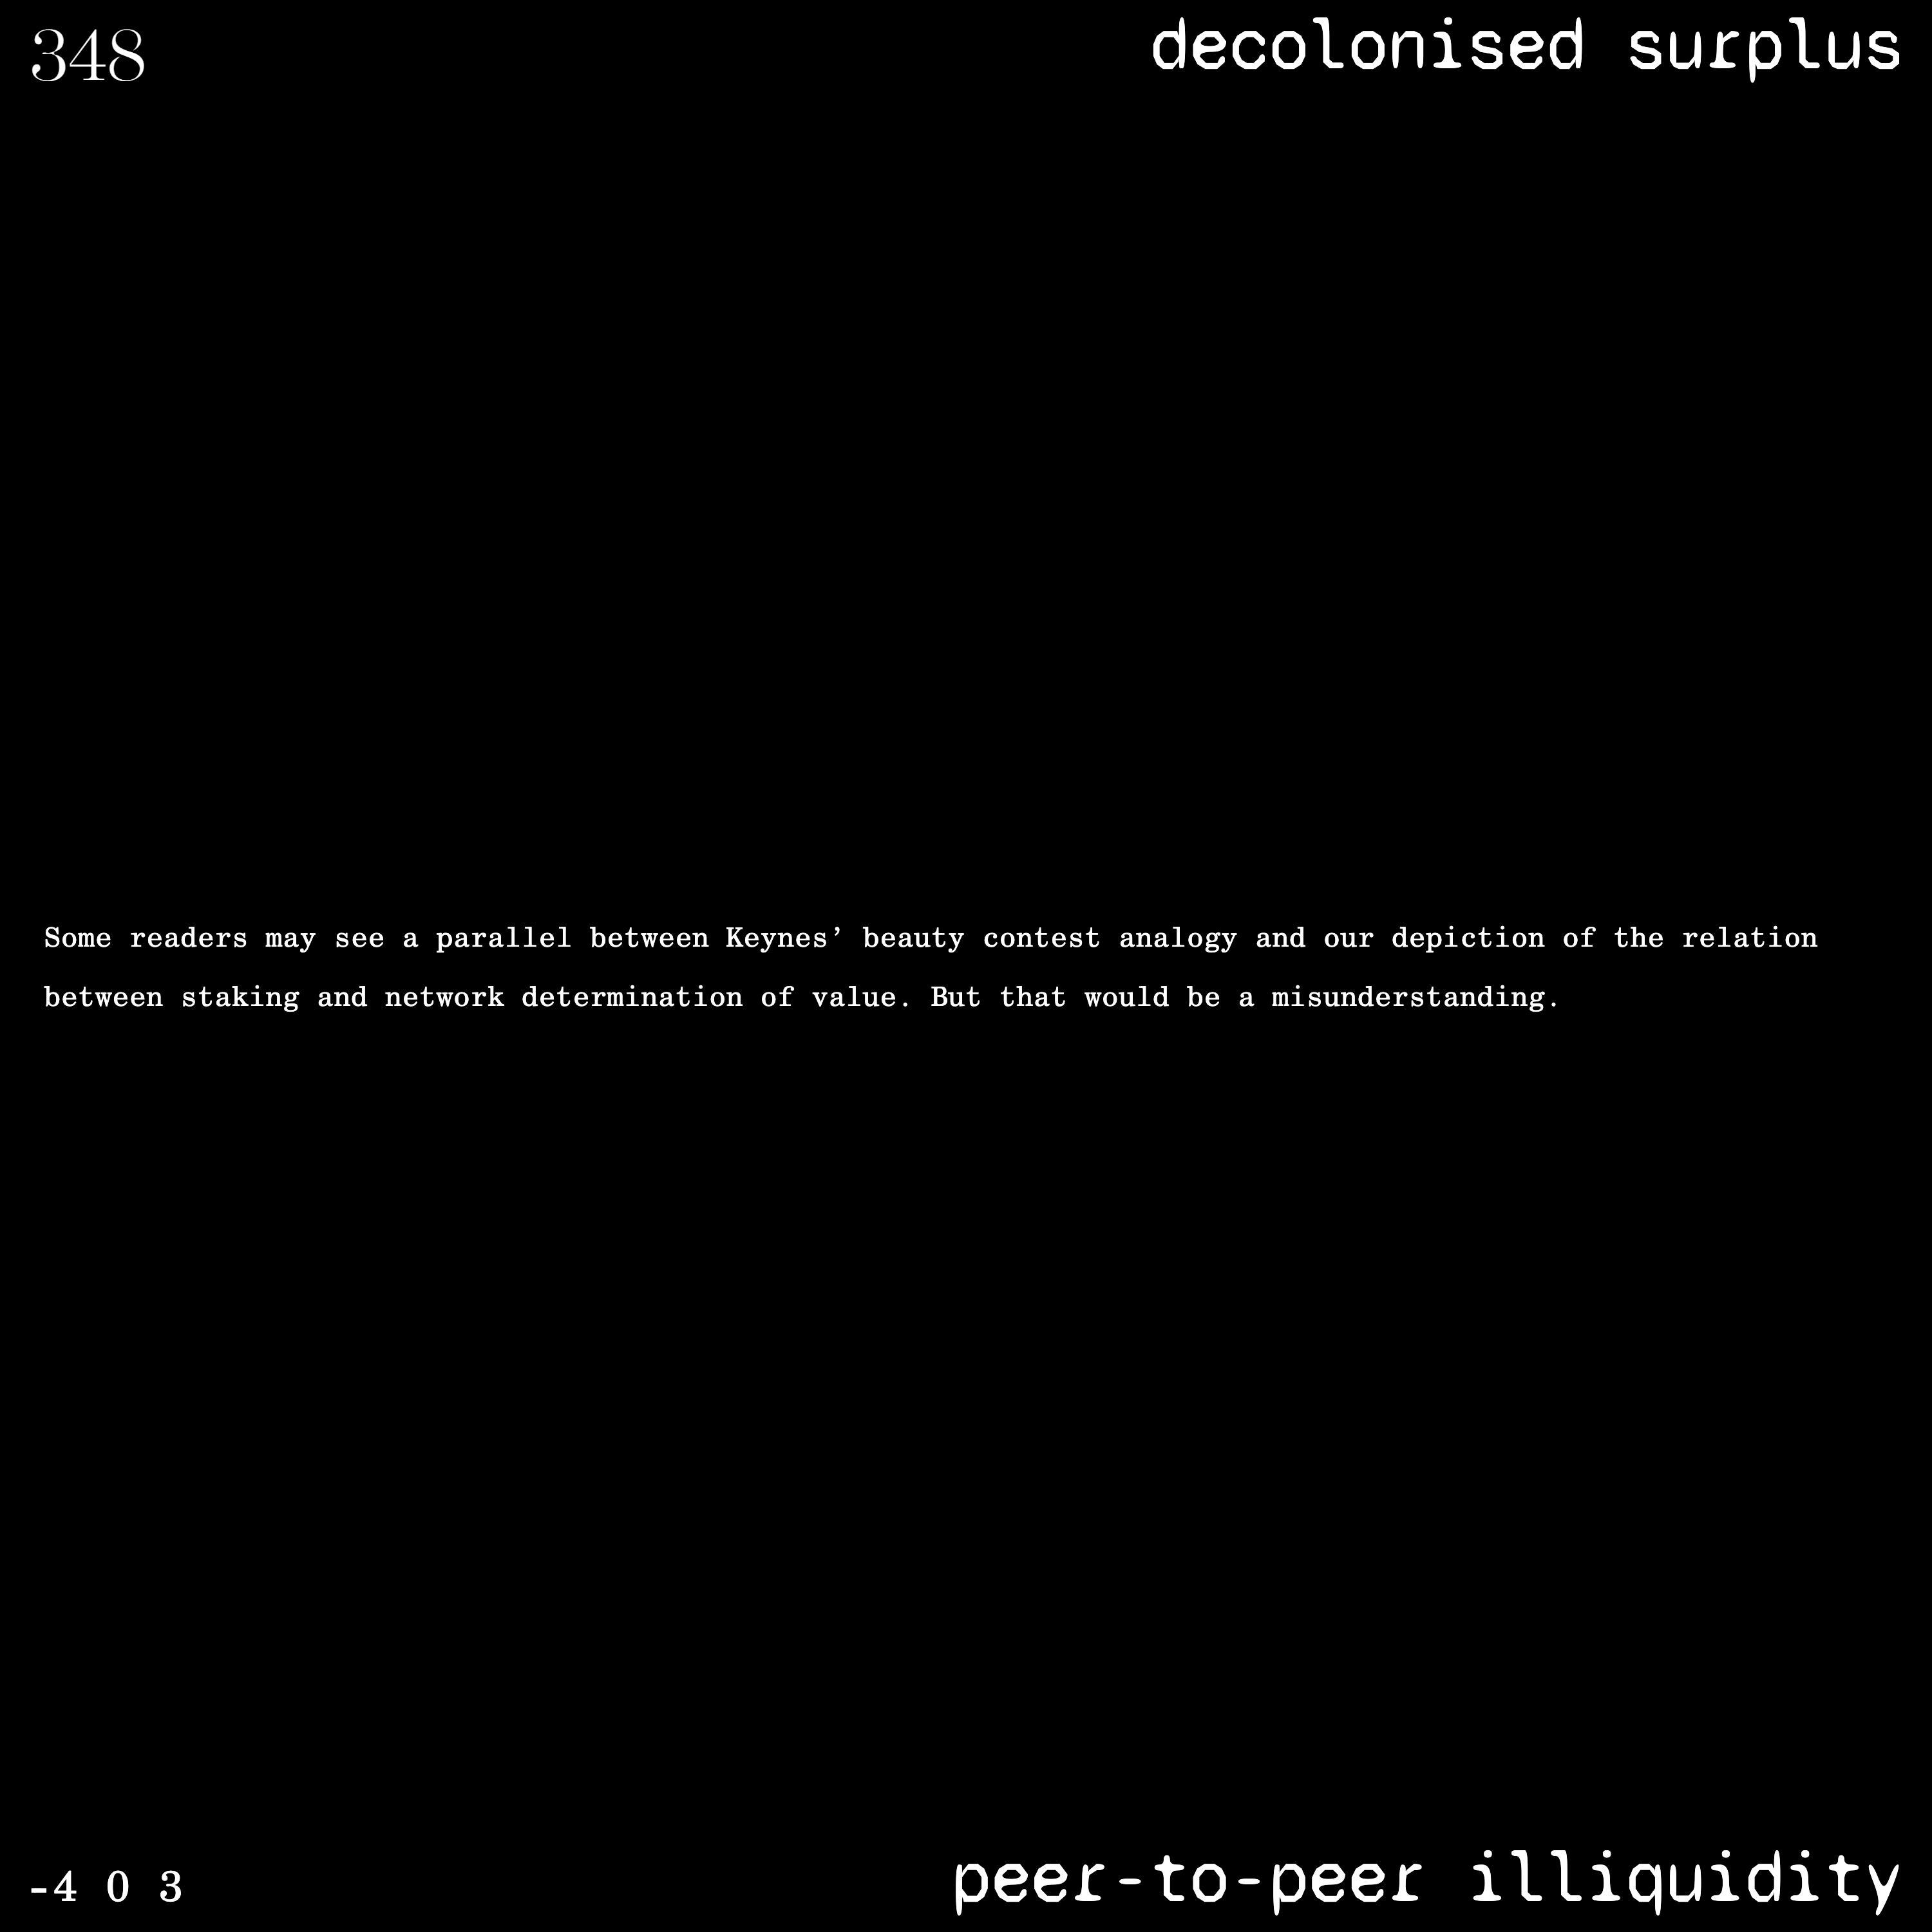 348
decolonised surplus
Some readers may see a parallel between Keynes’ beauty contest analogy and our depiction of the relation
between staking and network determination of value. But that would be a misunderstanding.
-4 0 3
peer-to-peer illiquidity